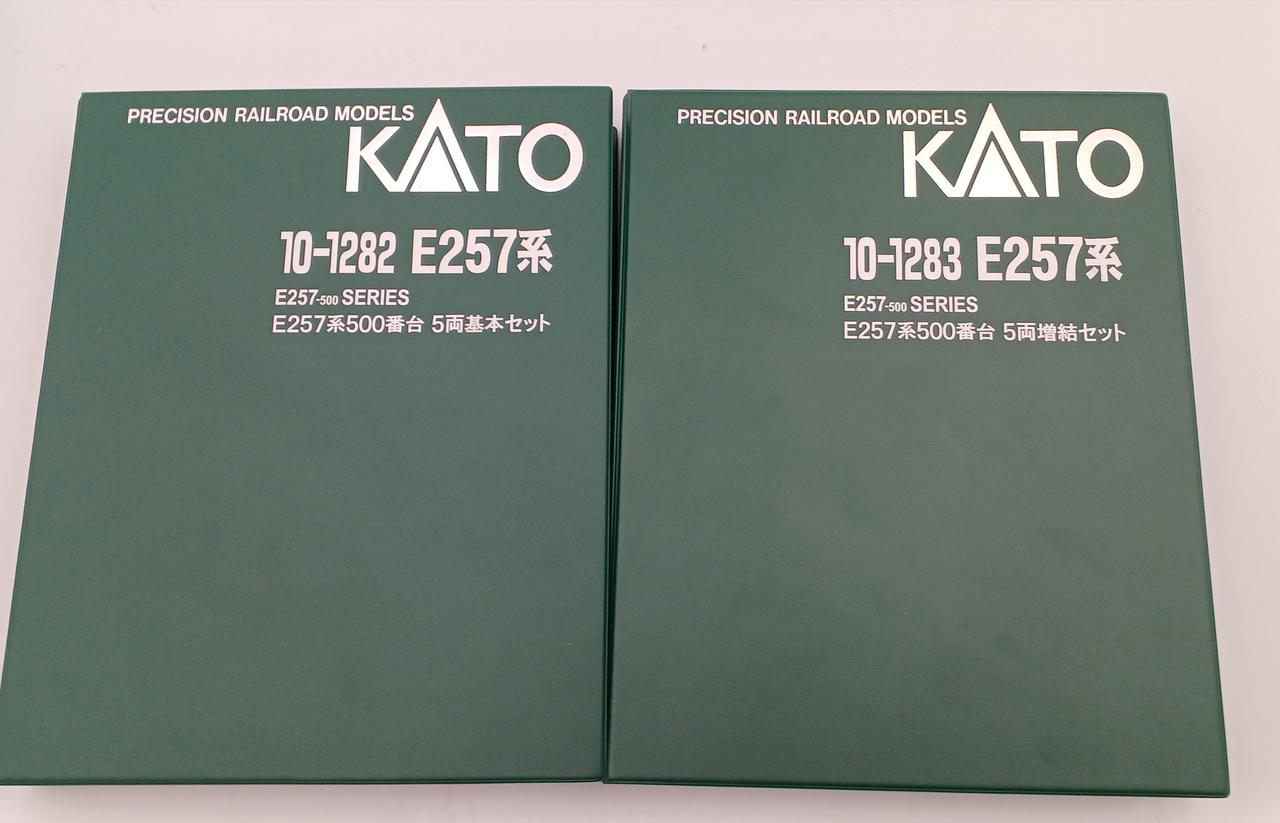 PRECISION RAILROAD MODELS
KATO
10-1282 E257系
E257-500 SERIES
E257系500番台 5両基本セット
PRECISION RAILROAD MODELS
KATO
10-1283 E257系
E257-500 SERIES
E257系500番台 5両増結セット